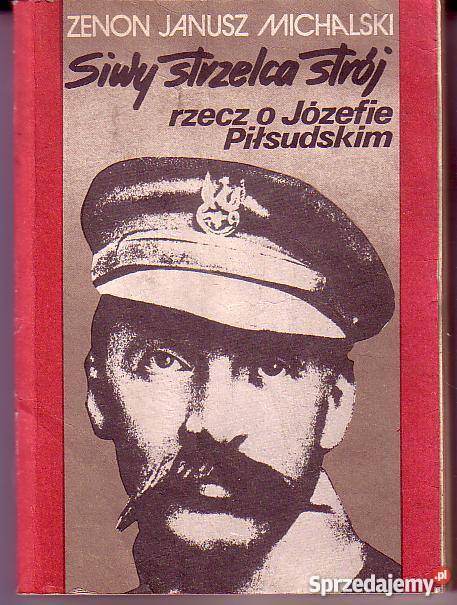 ZENON JANUSZ MICHALSKI
Siwy strzelca strój
rzecz o Józefie
Piłsudskim
Sprzedajemy.pl